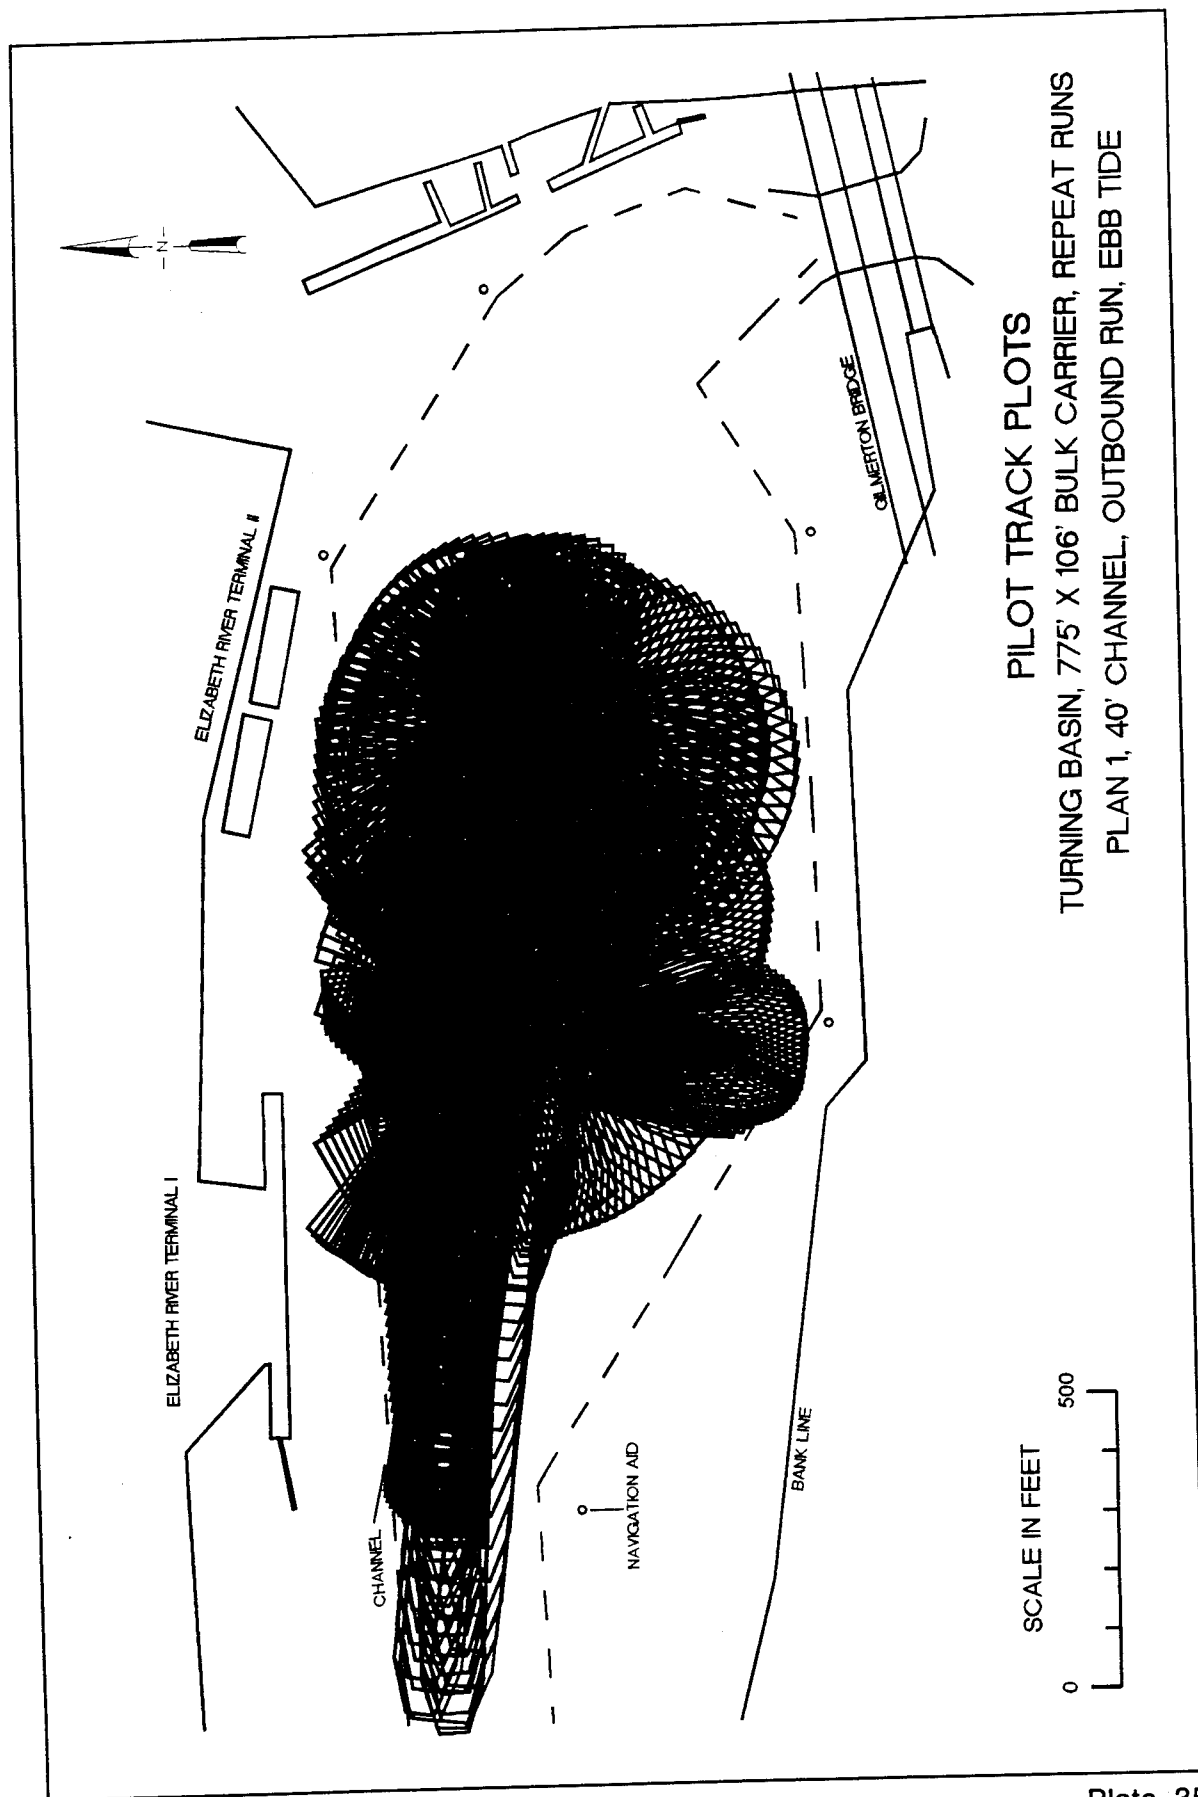 N
ELIZABETH RIVER TERMINAL II
ELIZABETH RIVER TERMINAL I
GILMERTON BRIDGE
CHANNEL
NAVIGATION AID
BANK LINE
SCALE IN FEET
0
500
PILOT TRACK PLOTS
TURNING BASIN, 775' X 106' BULK CARRIER, REPEAT RUNS
PLAN 1, 40' CHANNEL, OUTBOUND RUN, EBB TIDE